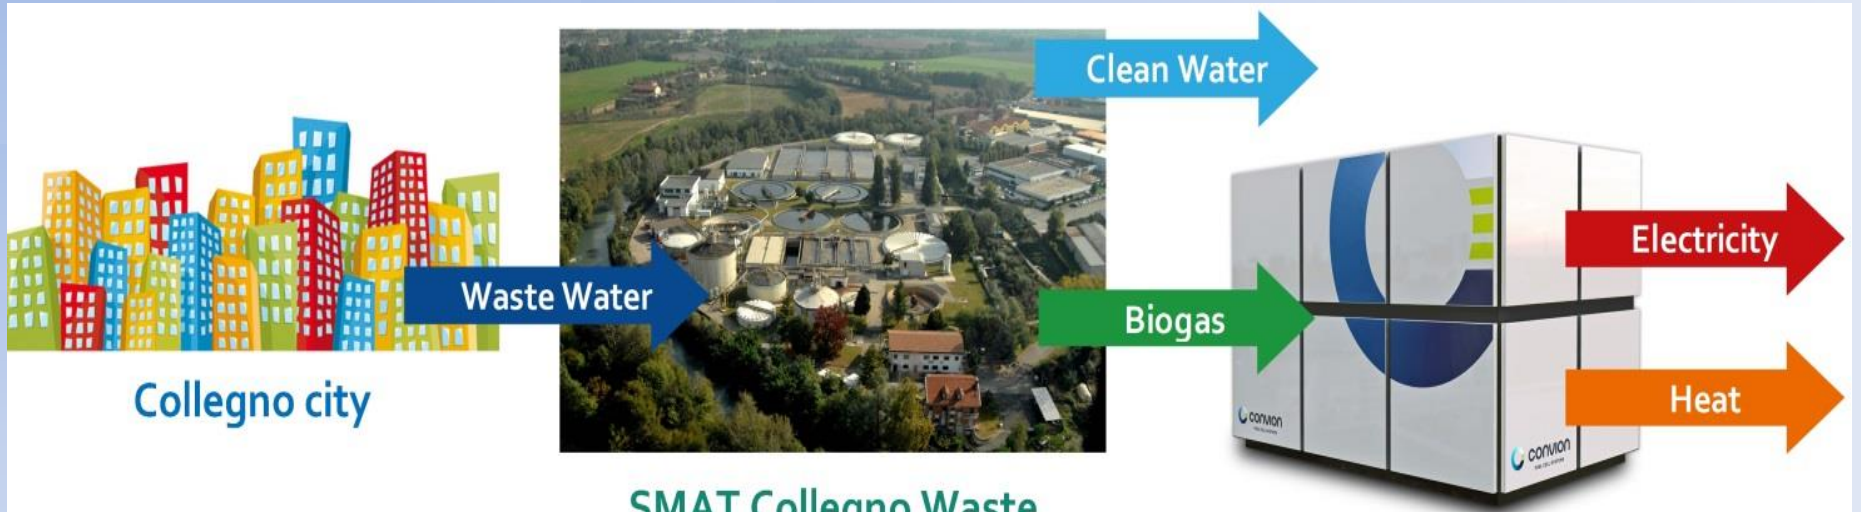 Clean Water
Waste Water
Biogas
Electricity
Heat
convion
convion
Collegno city
SMAT Collegno Waste